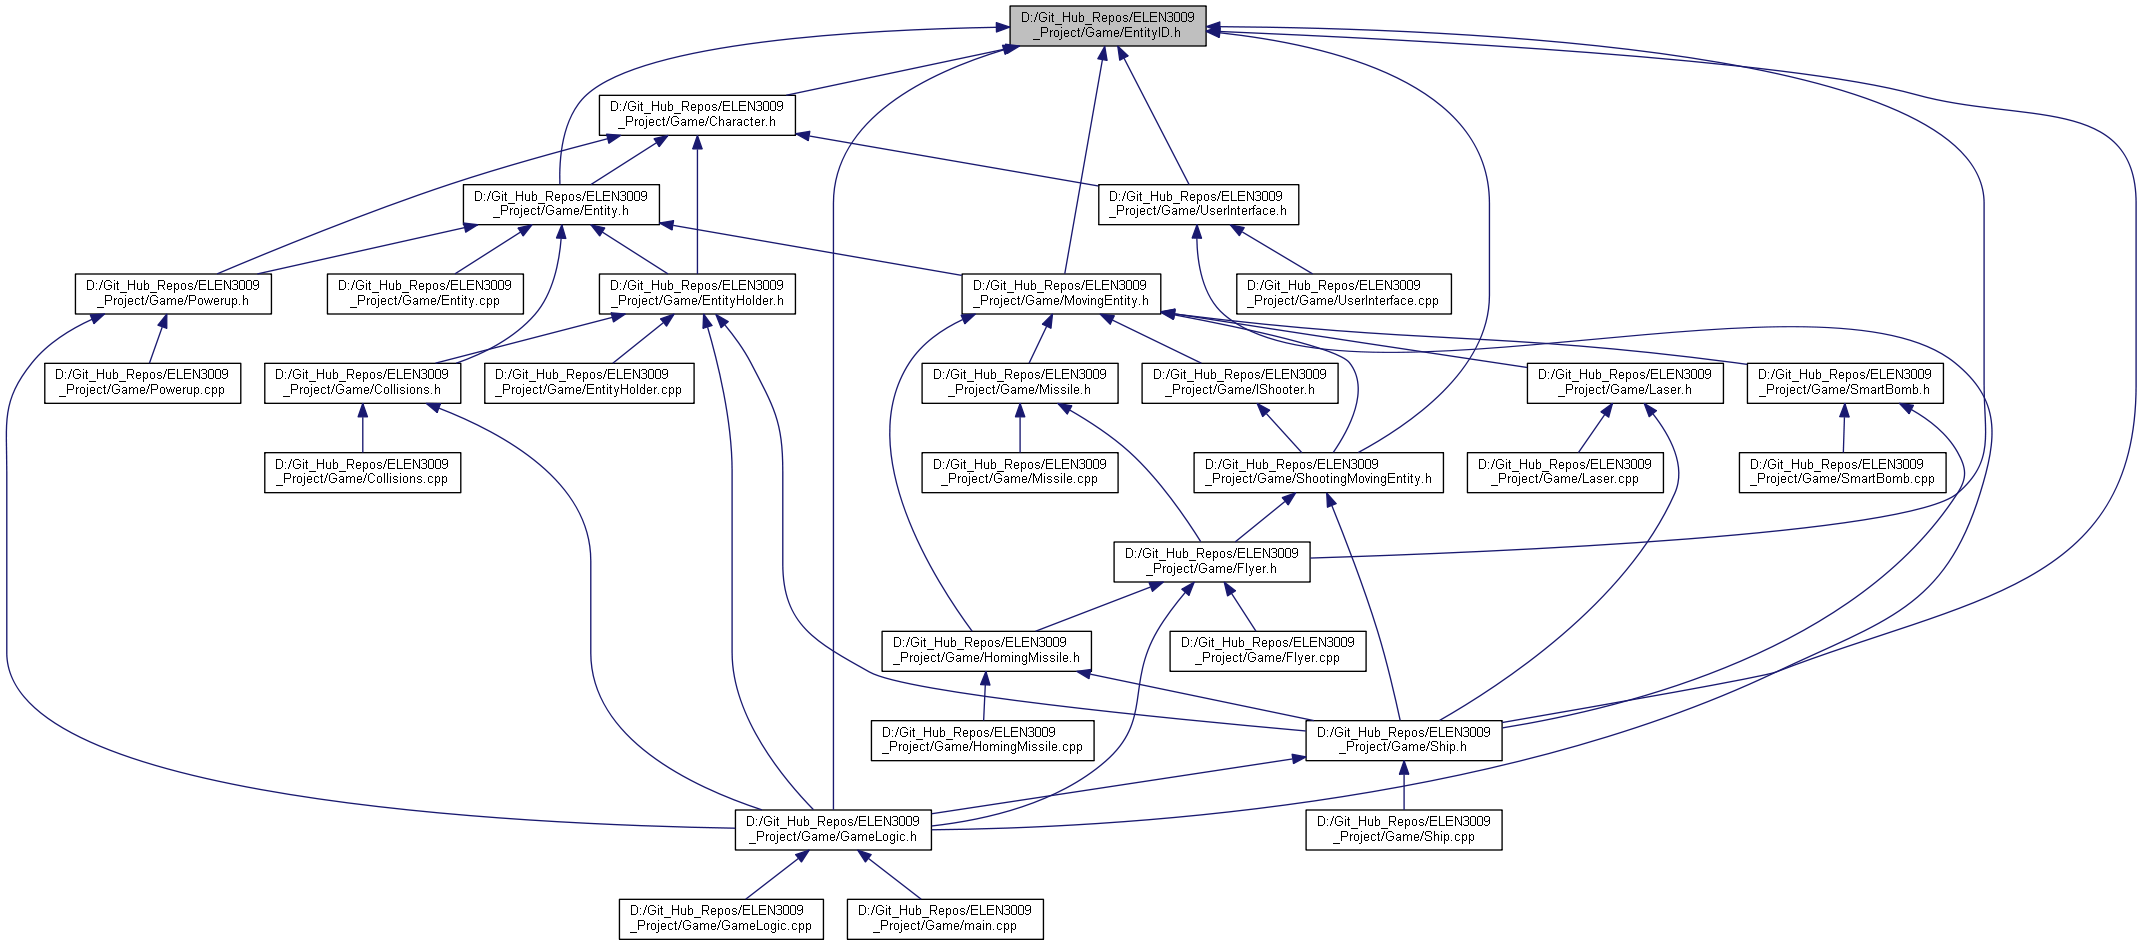 D:/Git_Hub_Repos/ELEN3009
_Project/Game/EntityID.h
D:/Git_Hub_Repos/ELEN3009
_Project/Game/Character.h
D:/Git_Hub_Repos/ELEN3009
_Project/Game/Entity.h
D:/Git_Hub_Repos/ELEN3009
_Project/Game/UserInterface.h
D:/Git_Hub_Repos/ELEN3009
_Project/Game/Powerup.h
D:/Git_Hub_Repos/ELEN3009
_Project/Game/Entity.cpp
D:/Git_Hub_Repos/ELEN3009
_Project/Game/EntityHolder.h
D:/Git_Hub_Repos/ELEN3009
_Project/Game/MovingEntity.h
D:/Git_Hub_Repos/ELEN3009
_Project/Game/UserInterface.cpp
D:/Git_Hub_Repos/ELEN3009
_Project/Game/Powerup.cpp
D:/Git_Hub_Repos/ELEN3009
_Project/Game/Collisions.h
D:/Git_Hub_Repos/ELEN3009
_Project/Game/EntityHolder.cpp
D:/Git_Hub_Repos/ELEN3009
_Project/Game/Missile.h
D:/Git_Hub_Repos/ELEN3009
_Project/Game/IShooter.h
D:/Git_Hub_Repos/ELEN3009
_Project/Game/Laser.h
D:/Git_Hub_Repos/ELEN3009
_Project/Game/SmartBomb.h
D:/Git_Hub_Repos/ELEN3009
_Project/Game/Collisions.cpp
D:/Git_Hub_Repos/ELEN3009
_Project/Game/Missile.cpp
D:/Git_Hub_Repos/ELEN3009
_Project/Game/ShootingMovingEntity.h
D:/Git_Hub_Repos/ELEN3009
_Project/Game/Laser.cpp
D:/Git_Hub_Repos/ELEN3009
_Project/Game/SmartBomb.cpp
D:/Git_Hub_Repos/ELEN3009
_Project/Game/Flyer.h
D:/Git_Hub_Repos/ELEN3009
_Project/Game/HomingMissile.h
D:/Git_Hub_Repos/ELEN3009
_Project/Game/Flyer.cpp
D:/Git_Hub_Repos/ELEN3009
_Project/Game/HomingMissile.cpp
D:/Git_Hub_Repos/ELEN3009
_Project/Game/Ship.h
D:/Git_Hub_Repos/ELEN3009
_Project/Game/GameLogic.h
D:/Git_Hub_Repos/ELEN3009
_Project/Game/Ship.cpp
D:/Git_Hub_Repos/ELEN3009
_Project/Game/GameLogic.cpp
D:/Git_Hub_Repos/ELEN3009
_Project/Game/main.cpp